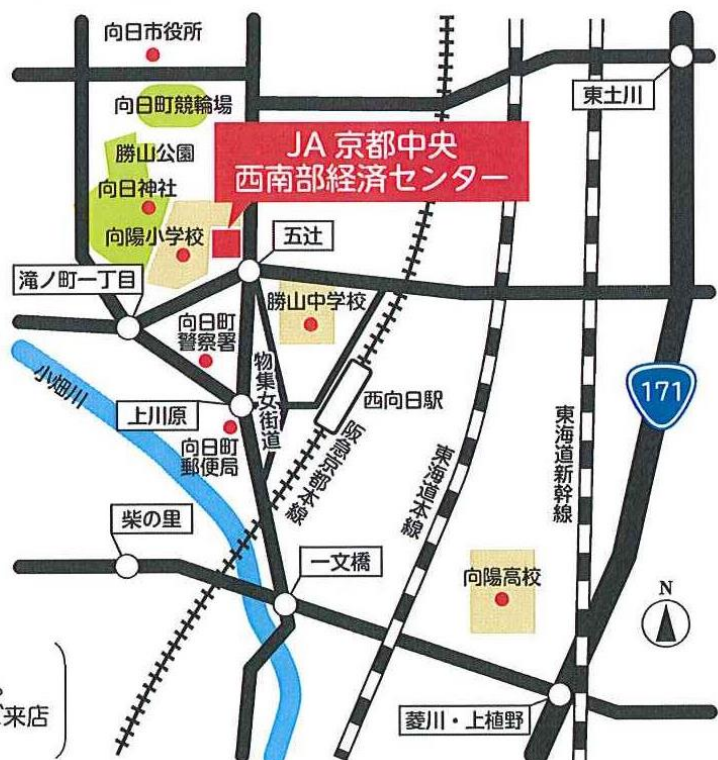 向日市役所
向日町競輪場
東土川
勝山公園
JA 京都中央
西南部経済センター
向日神社
向陽小学校
五辻
滝ノ町一丁目
勝山中学校
向日町
警察署
物集女街道
171
小畑川
上川原
西向日駅
向日町
郵便局
阪急京都本線
東海道本線
東海道新幹線
柴の里
一文橋
向陽高校
N
来店
菱川・上植野